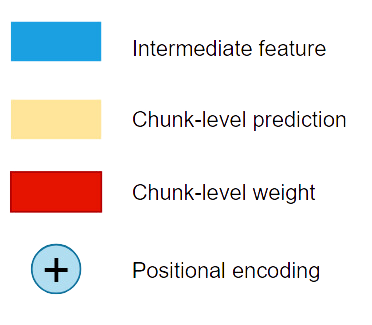 Intermediate feature
Chunk-level prediction
Chunk-level weight
+ Positional encoding